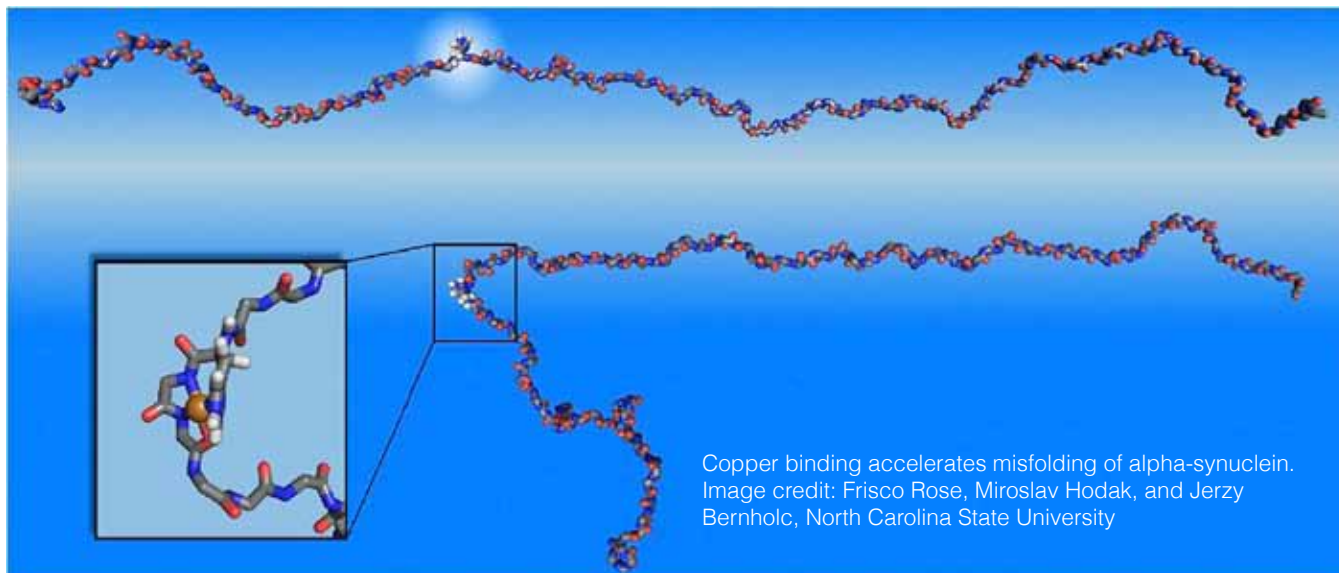 Copper binding accelerates misfolding of alpha-synuclein.
Image credit: Frisco Rose, Miroslav Hodak, and Jerzy
Bernholc, North Carolina State University